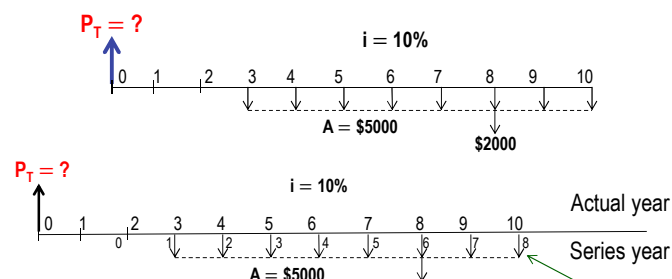 P_T = ?
i = 10%
0 1 2 3 4 5 6 7 8 9 10
A = $5000
$2000
P_T = ?
i = 10%
0 1 2 3 4 5 6 7 8 9 10
Actual year
0 1 2 3 4 5 6 7 8
Series year
A = $5000